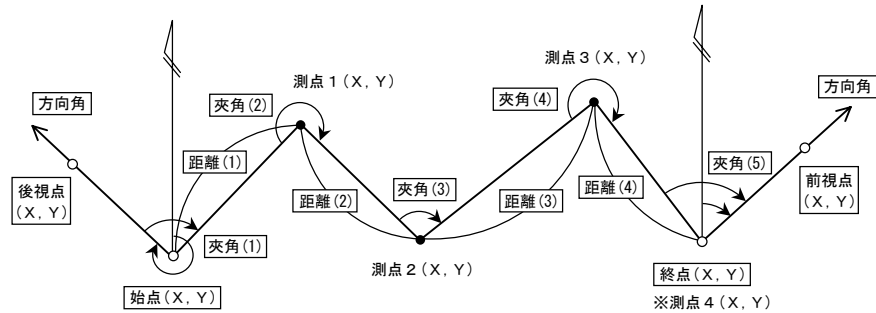 測点1(X, Y)
測点3(X, Y)
方向角
夾角(2)
夾角(4)
方向角
距離(1)
後視点
(X, Y)
距離(2)
夾角(3)
距離(3)
距離(4)
夾角(5)
前視点
(X, Y)
夾角(1)
始点(X, Y)
測点2(X, Y)
終点(X, Y)
※測点4(X, Y)